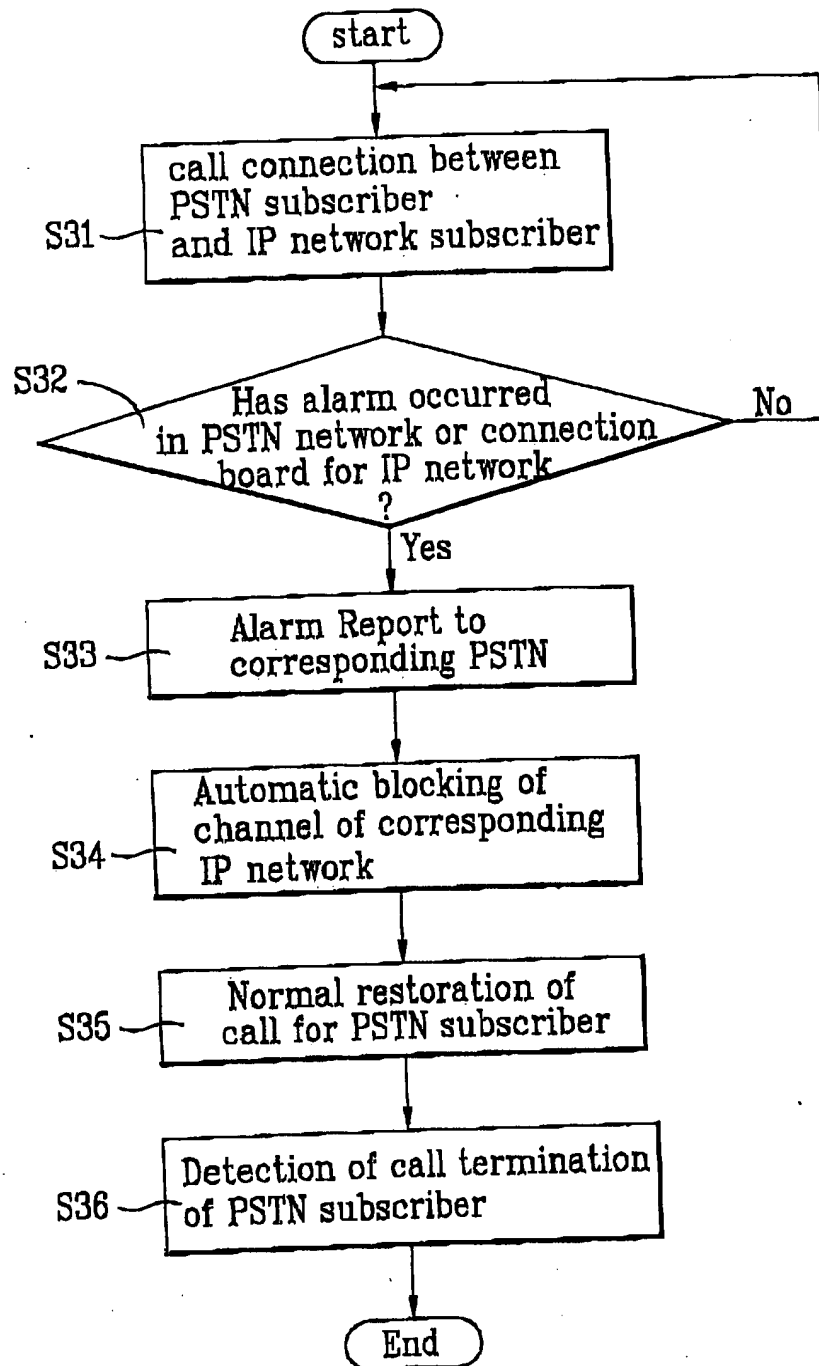 start
call connection between
PSTN subscriber
and IP network subscriber
S31
S32
Has alarm occurred
in PSTN network or connection
board for IP network
?
No
Yes
S33
Alarm Report to
corresponding PSTN
S34
Automatic blocking of
channel of corresponding
IP network
S35
Normal restoration of
call for PSTN subscriber
S36
Detection of call termination
of PSTN subscriber
End